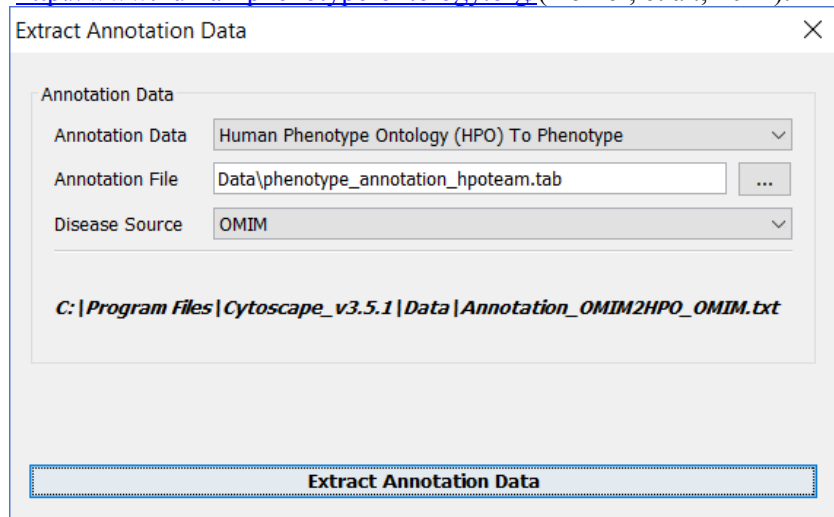 Extract Annotation Data
Annotation Data
Annotation Data Human Phenotype Ontology (HPO) To Phenotype
Annotation File Data\phenotype_annotation_hpoteam.tab ...
Disease Source OMIM
C:|Program Files|Cytoscape_v3.5.1|Data|Annotation_OMIM2HPO_OMIM.txt
Extract Annotation Data